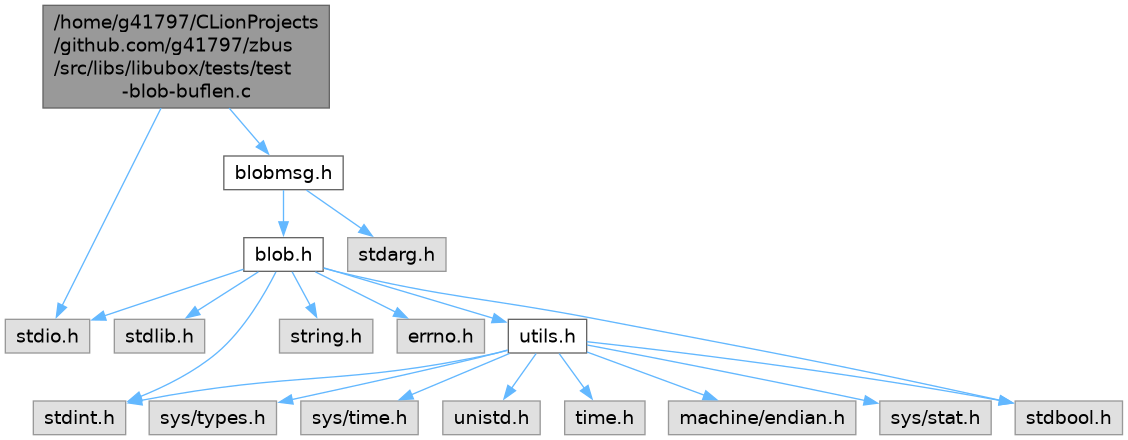 /home/g41797/CLionProjects
/github.com/g41797/zbus
/src/libs/libubox/tests/test
-blob-buflen.c
blobmsg.h
blob.h
stdarg.h
stdio.h
stdlib.h
string.h
errno.h
utils.h
stdint.h
sys/types.h
sys/time.h
unistd.h
time.h
machine/endian.h
sys/stat.h
stdbool.h